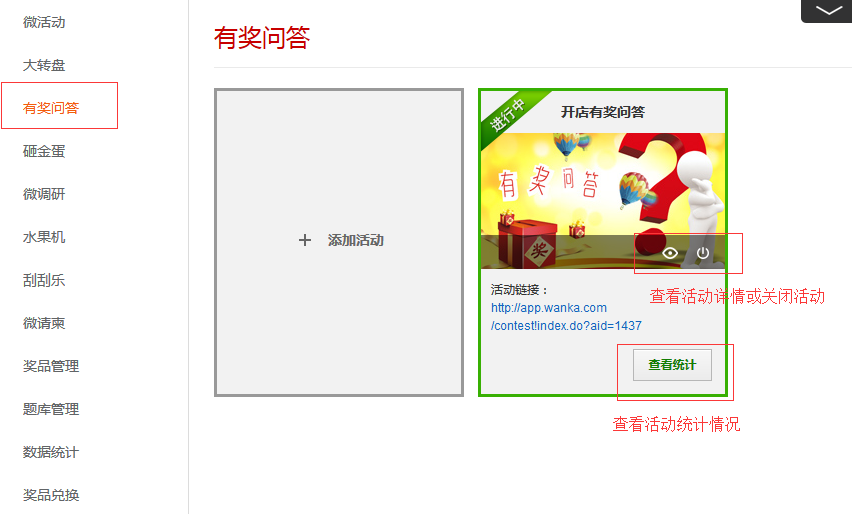 微活动
大转盘
有奖问答
砸金蛋
微调研
水果机
刮刮乐
微请柬
奖品管理
题库管理
数据统计
奖品兑换
有奖问答
添加活动
进行中
开店有奖问答
有奖问答
奖
查看活动详情或关闭活动
活动链接：
http://app.wanka.com
/contest!index.do?aid=1437
查看统计
查看活动统计情况